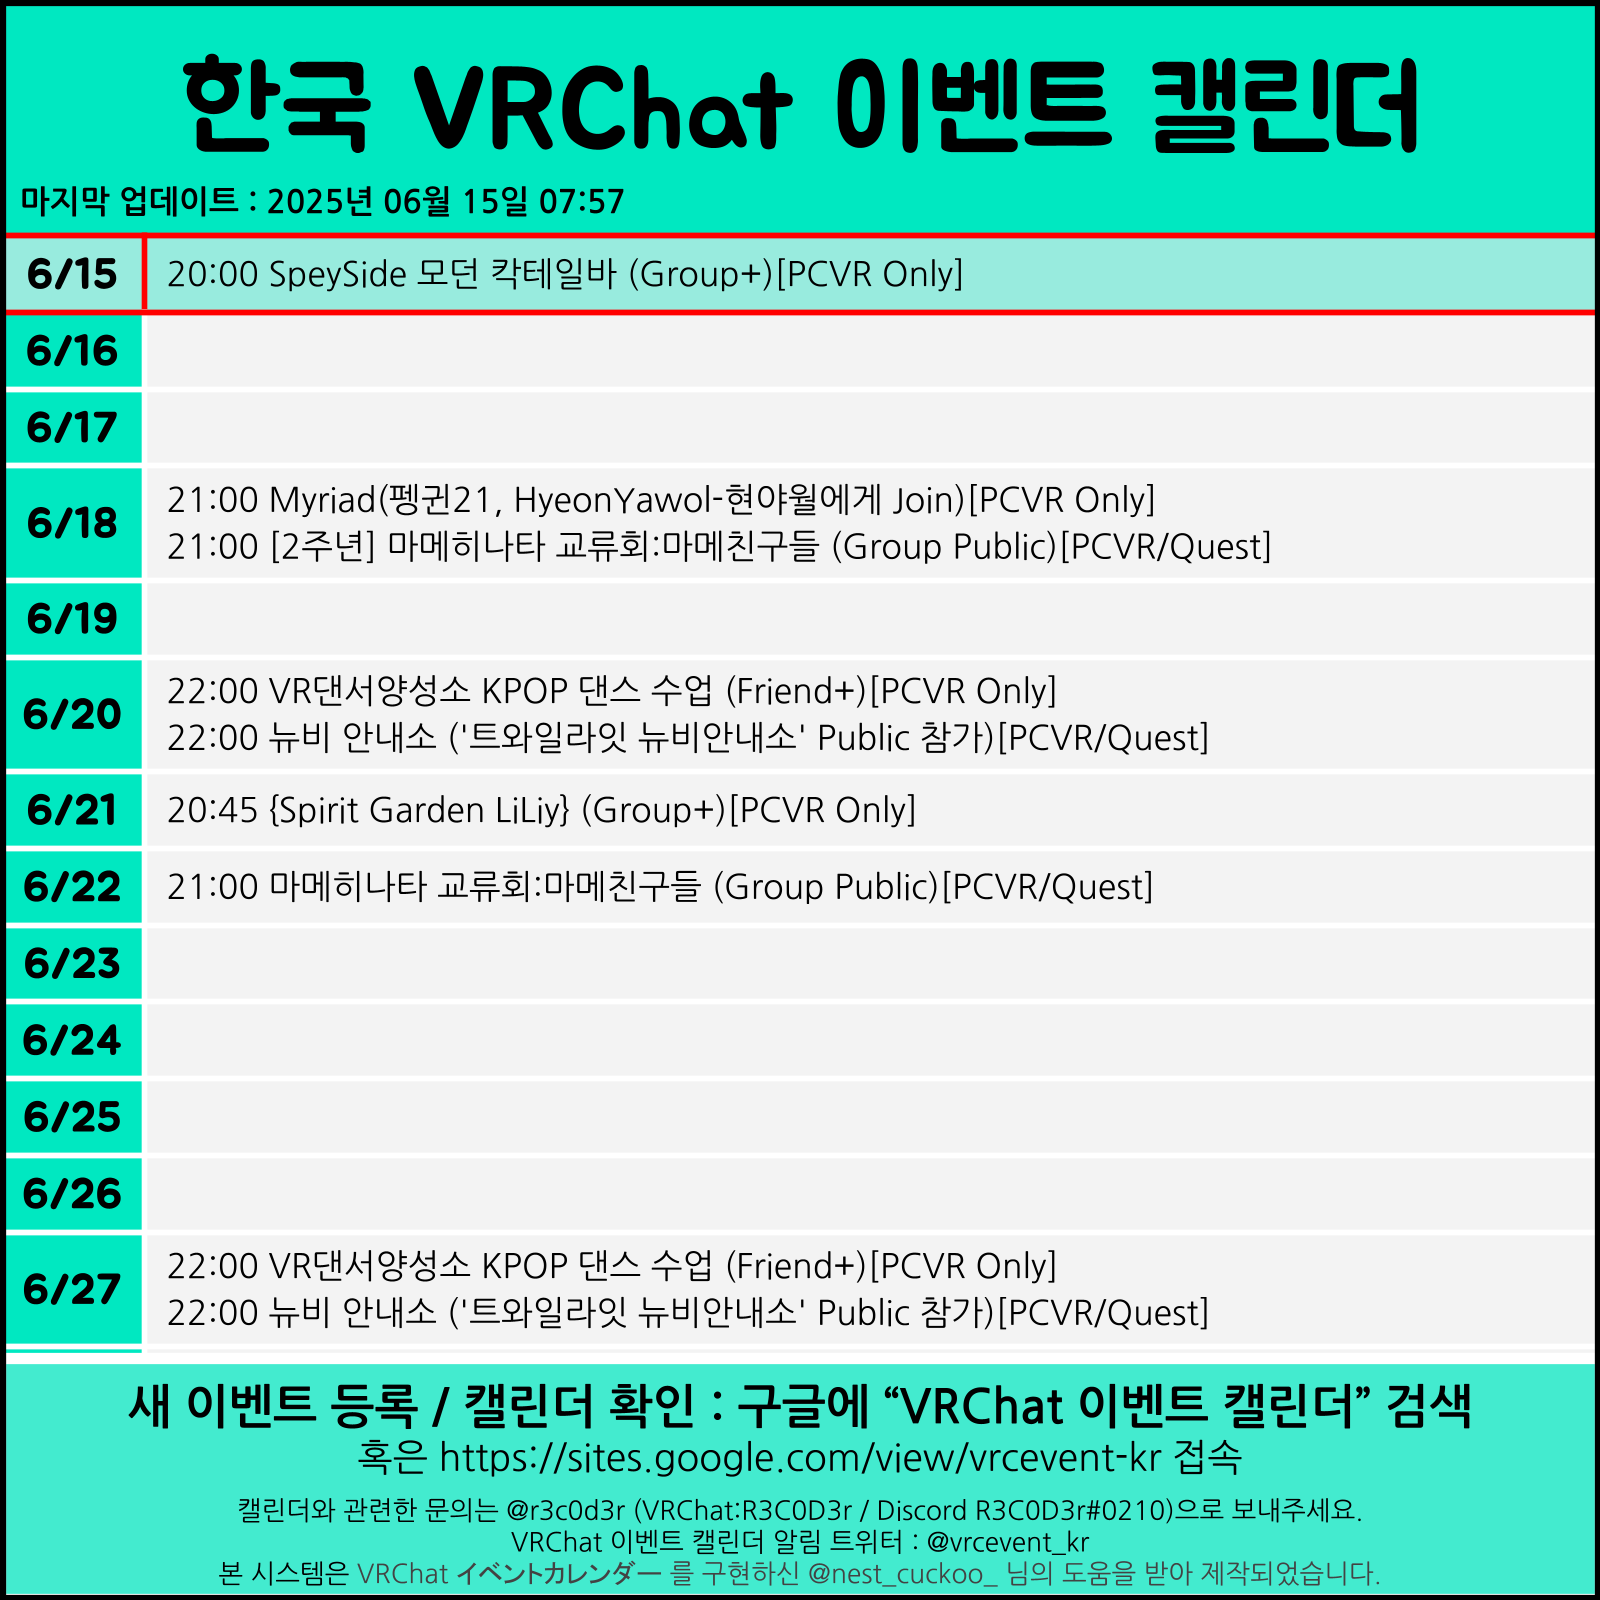 한국 VRChat 이벤트 캘린더
마지막 업데이트 : 2025년 06월 15일 07:57
6/15 20:00 SpeySide 모던 칵테일바 (Group+)[PCVR Only]
6/16
6/17
6/18 21:00 Myriad(펭귄21, HyeonYawol-현야월에게 Join)[PCVR Only]
21:00 [2주년] 마메히나타 교류회:마메친구들 (Group Public)[PCVR/Quest]
6/19
6/20 22:00 VR댄서양성소 KPOP 댄스 수업 (Friend+)[PCVR Only]
22:00 뉴비 안내소 ('트와일라잇 뉴비안내소' Public 참가)[PCVR/Quest]
6/21 20:45 {Spirit Garden LiLiy} (Group+)[PCVR Only]
6/22 21:00 마메히나타 교류회:마메친구들 (Group Public)[PCVR/Quest]
6/23
6/24
6/25
6/26
6/27 22:00 VR댄서양성소 KPOP 댄스 수업 (Friend+)[PCVR Only]
22:00 뉴비 안내소 ('트와일라잇 뉴비안내소' Public 참가)[PCVR/Quest]
새 이벤트 등록 / 캘린더 확인 : 구글에 “VRChat 이벤트 캘린더” 검색
혹은 https://sites.google.com/view/vrcevent-kr 접속
캘린더와 관련한 문의는 @r3c0d3r (VRChat:R3C0D3r / Discord R3C0D3r#0210)으로 보내주세요.
VRChat 이벤트 캘린더 알림 트위터 : @vrcevent_kr
본 시스템은 VRChat イベントカレンダー 를 구현하신 @nest_cuckoo_ 님의 도움을 받아 제작되었습니다.